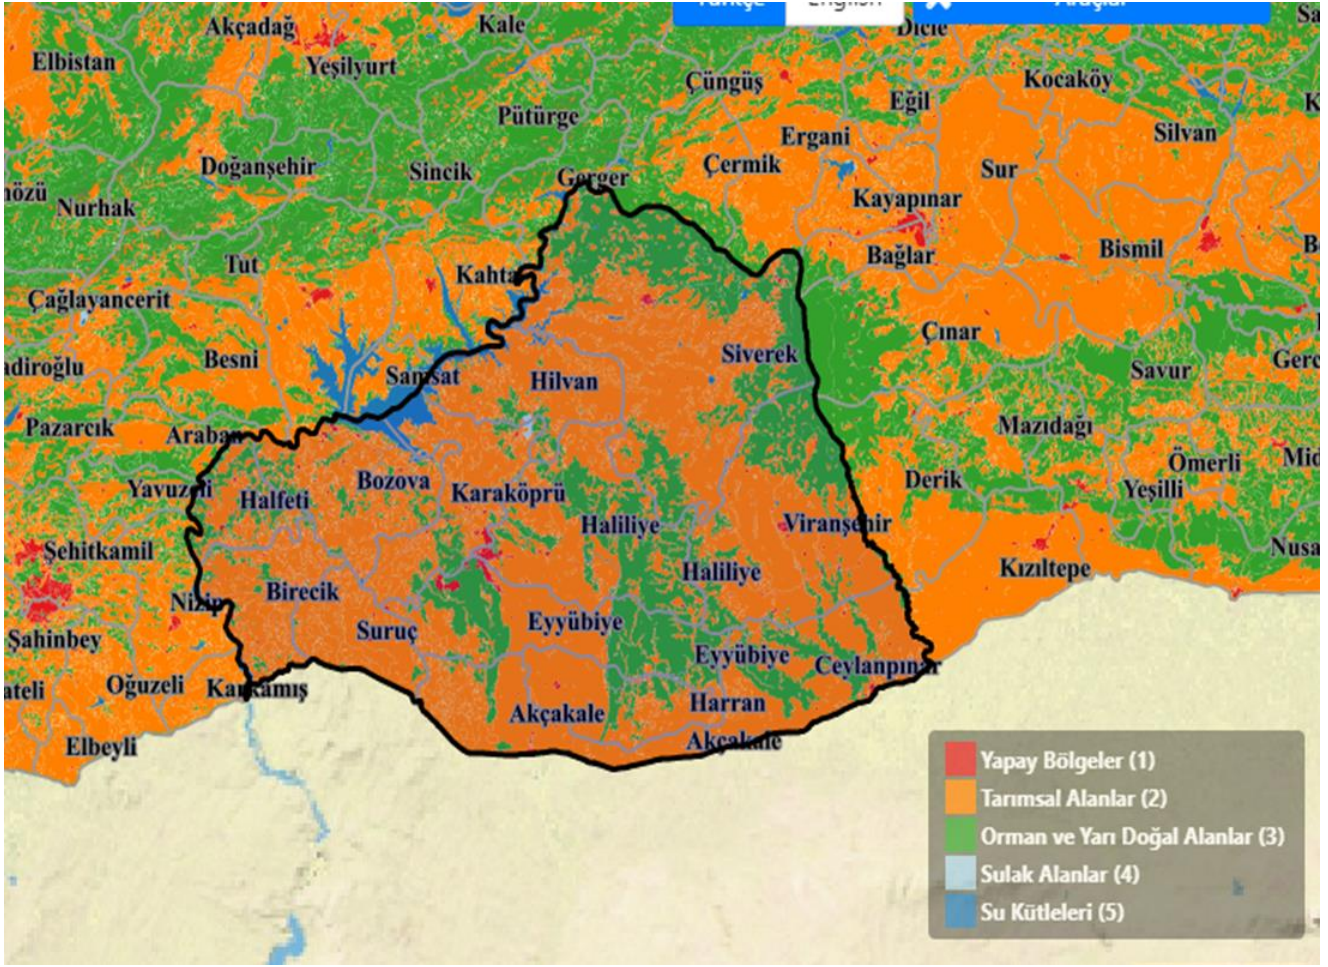 Türkçe
English
Araçlar
Akçadağ
Kale
Dicle
Elbistan
Yeşilyurt
Çüngüş
Kocaköy
Eğil
Pütürge
Ergani
Silvan
Doğanşehir
Sincik
Gerger
Çermik
Sur
Nurhak
Kayapınar
Tut
Kahta
Bağlar
Bismil
Çağlayancerit
Çınar
Besni
Samsat
Hilvan
Siverek
Savur
Pazarcık
Araban
Mazıdağı
Yavuzeli
Halfeti
Bozova
Karaköprü
Derik
Ömerli
Yeşilli
Haliliye
Viranşehir
Şehitkamil
Haliliye
Kızıltepe
Nizip
Birecik
Şahinbey
Suruç
Eyyübiye
Eyyübiye
Ceylanpınar
Oğuzeli
Karkamış
Akçakale
Harran
Elbeyli
Akçakale
Yapay Bölgeler (1)
Tarımsal Alanlar (2)
Orman ve Yarı Doğal Alanlar (3)
Sulak Alanlar (4)
Su Kütleleri (5)